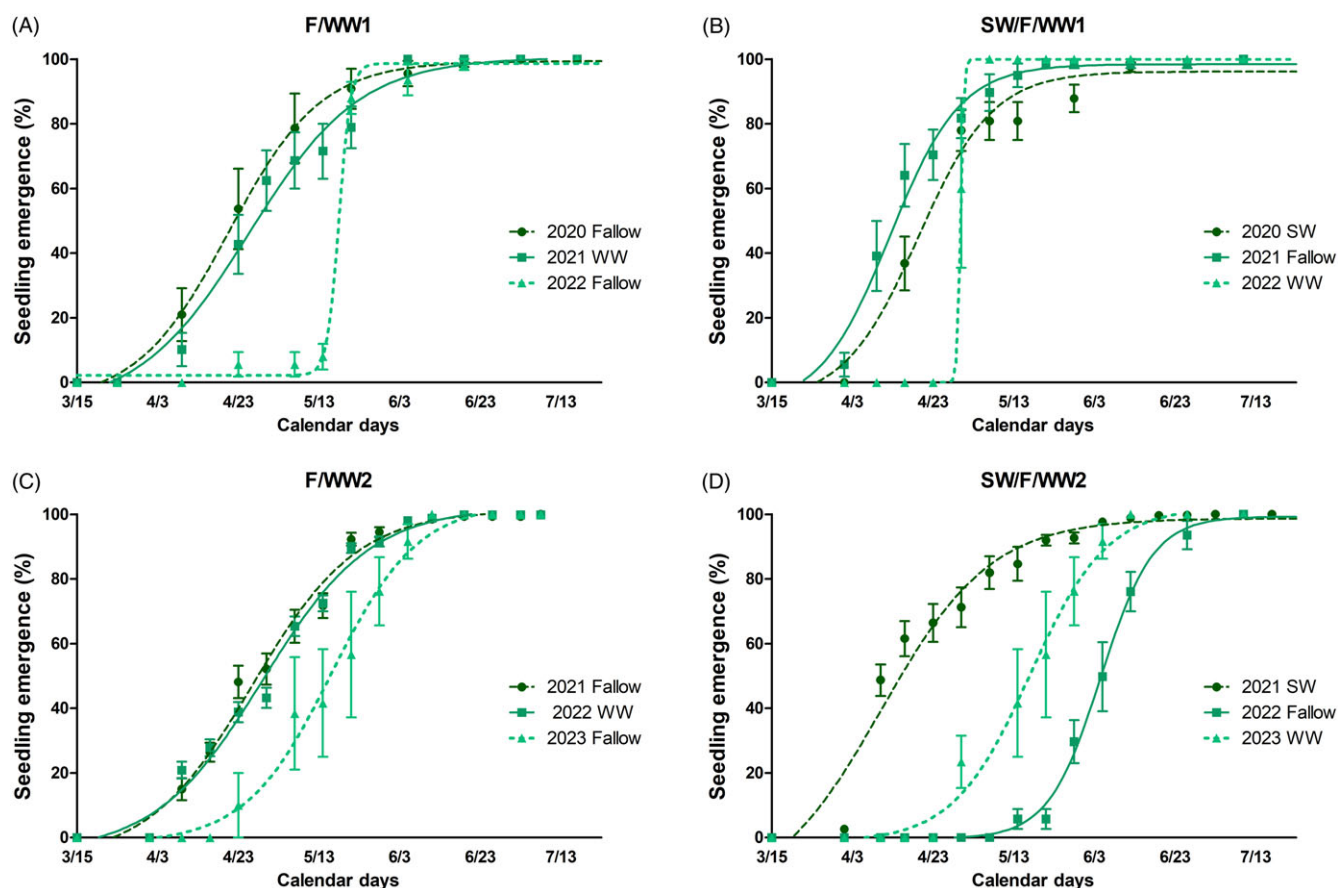 (A)
F/WW1
Seedling emergence (%)
100
80
60
40
20
0
2020 Fallow
2021 WW
2022 Fallow
3/15 4/3 4/23 5/13 6/3 6/23 7/13
Calendar days
(B)
SW/F/WW1
Seedling emergence (%)
100
80
60
40
20
0
2020 SW
2021 Fallow
2022 WW
3/15 4/3 4/23 5/13 6/3 6/23 7/13
Calendar days
(C)
F/WW2
Seedling emergence (%)
100
80
60
40
20
0
2021 Fallow
2022 WW
2023 Fallow
3/15 4/3 4/23 5/13 6/3 6/23 7/13
Calendar days
(D)
SW/F/WW2
Seedling emergence (%)
100
80
60
40
20
0
2021 SW
2022 Fallow
2023 WW
3/15 4/3 4/23 5/13 6/3 6/23 7/13
Calendar days